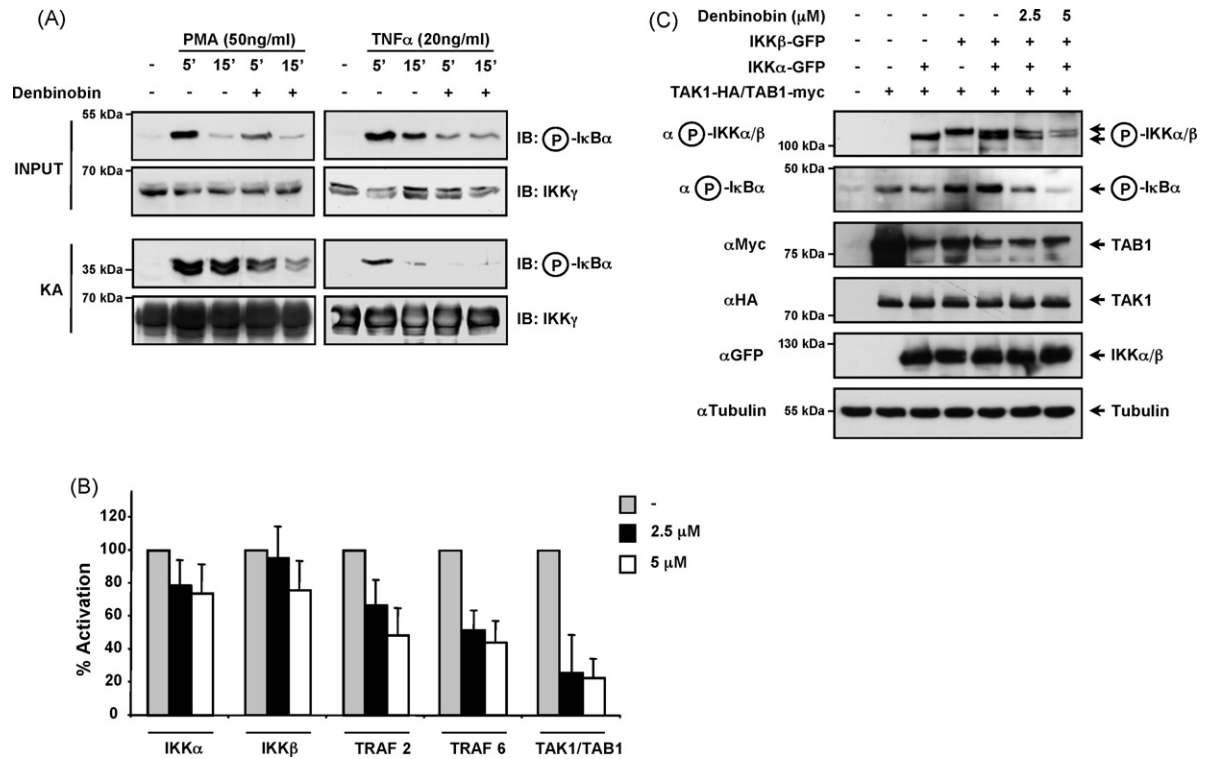 (A)
PMA (50ng/ml) TNFα (20ng/ml)
- 5’ 15’ 5’ 15’ - 5’ 15’ 5’ 15’
Denbinobin - - - + + - - - + +
55 kDa
INPUT
IB: P-IκBα
70 kDa
IB: IKKγ
KA
35 kDa
IB: P-IκBα
70 kDa
IB: IKKγ
(C)
Denbinobin (μM) - - - - - 2.5 5
IKKβ-GFP - - - + + + +
IKKα-GFP - - + - + + +
TAK1-HA/TAB1-myc - + + + + + +
α P-IKKα/β 100 kDa P-IKKα/β
50 kDa
α P-IκBα P-IκBα
αMyc 75 kDa TAB1
αHA 70 kDa TAK1
130 kDa
αGFP IKKα/β
αTubulin 55 kDa Tubulin
(B)
% Activation
120
100
80
60
40
20
0
IKKα IKKβ TRAF 2 TRAF 6 TAK1/TAB1
-
2.5 μM
5 μM